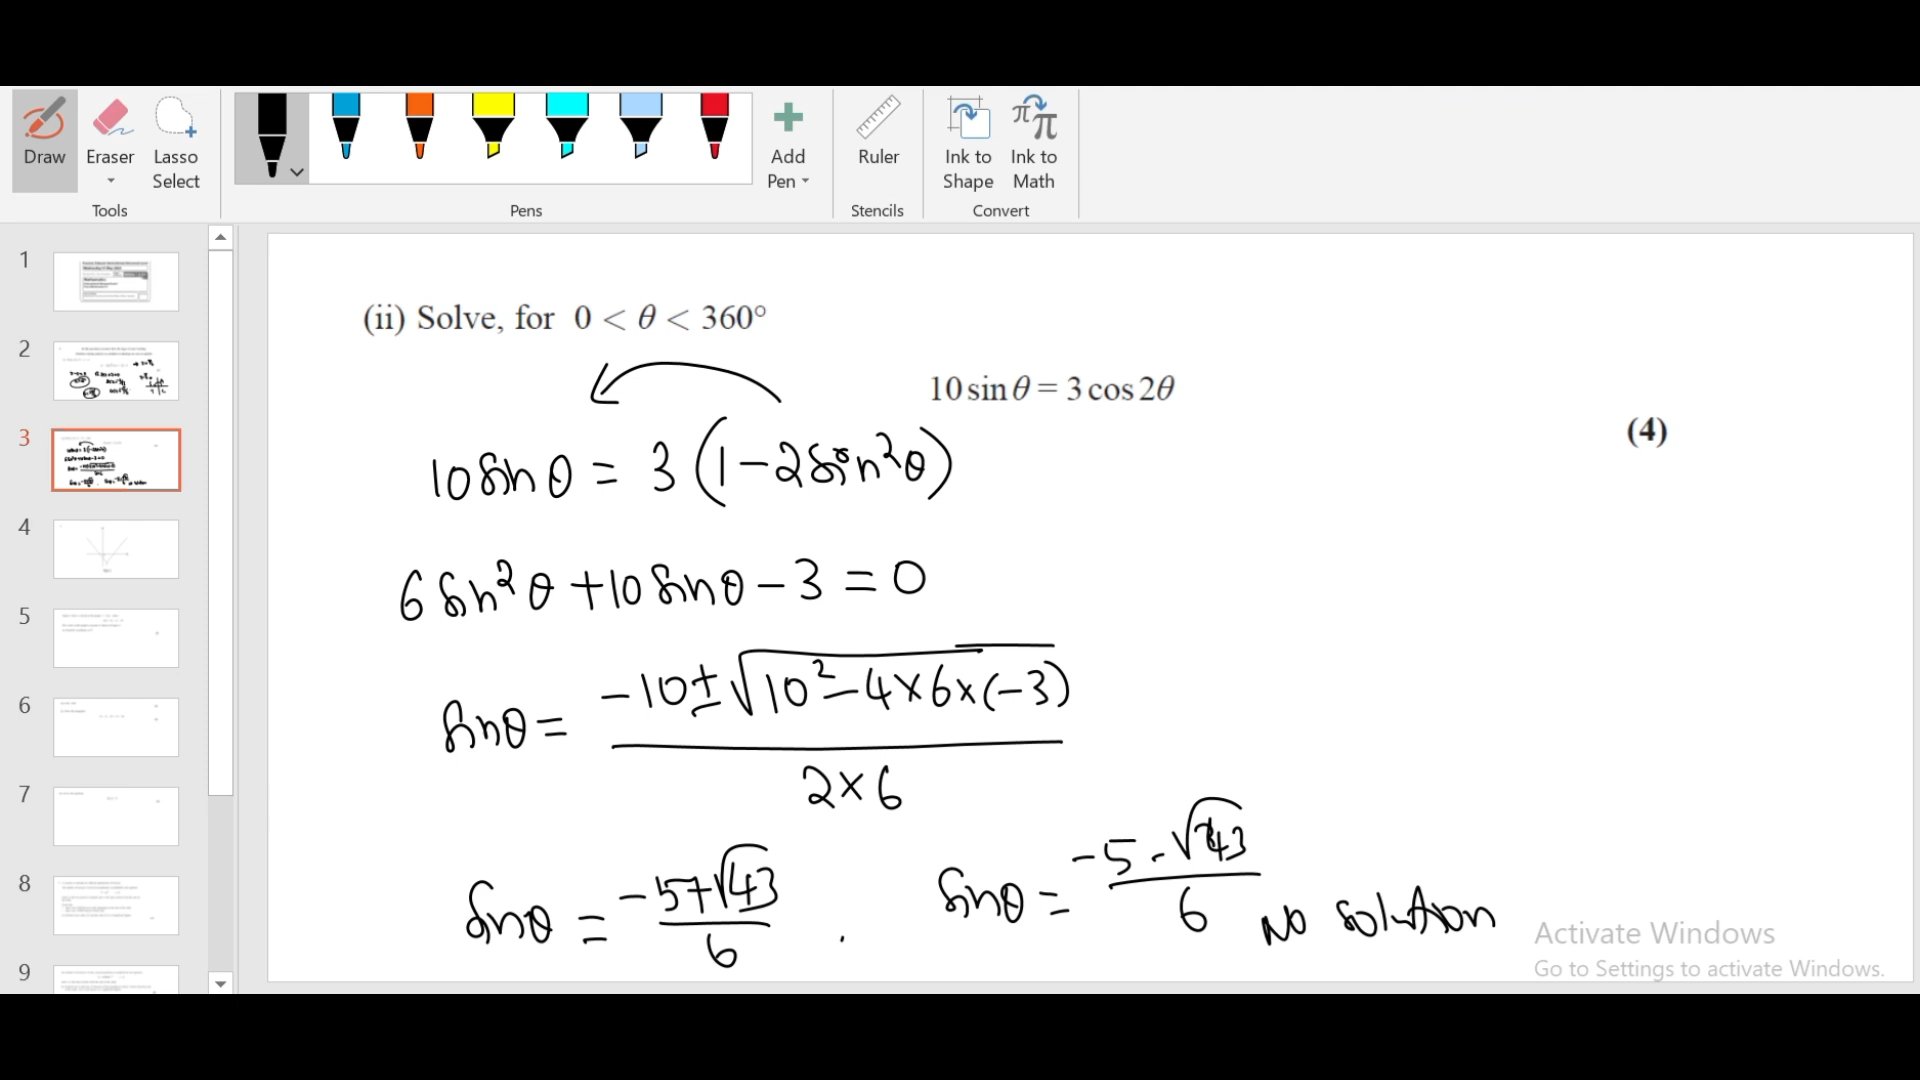 Draw
Eraser
Lasso Select
Tools
Pens
Add Pen
Ruler
Stencils
Ink to Shape
Ink to Math
Convert
1
2
3
4
5
6
7
8
9
(ii) Solve, for 0 < θ < 360°
10 sin θ = 3 cos 2θ
(4)
10 sin θ = 3 (1 − 2 sin²θ)
6 sin²θ + 10 sin θ − 3 = 0
sin θ = (−10 ± √(10² − 4×6×(−3))) / (2×6)
sin θ = (−5+√43) / 6 . sin θ = (−5 − √43) / 6 No solution
Activate Windows
Go to Settings to activate Windows.